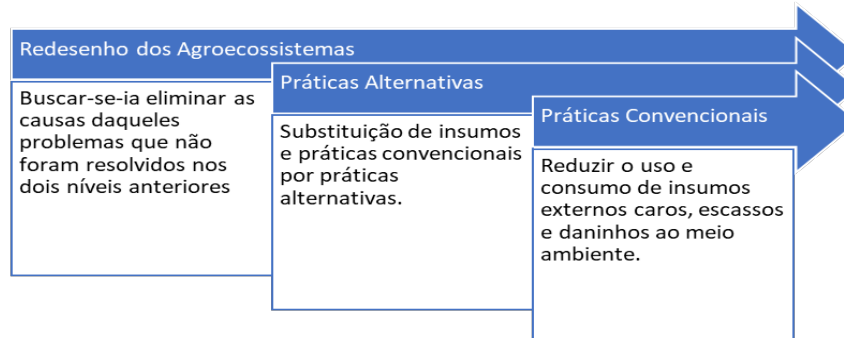 Redesenho dos Agroecossistemas
Buscar-se-ia eliminar as
causas daqueles
problemas que não
foram resolvidos nos
dois níveis anteriores
Práticas Alternativas
Substituição de insumos
e práticas convencionais
por práticas
alternativas.
Práticas Convencionais
Reduzir o uso e
consumo de insumos
externos caros, escassos
e daninhos ao meio
ambiente.